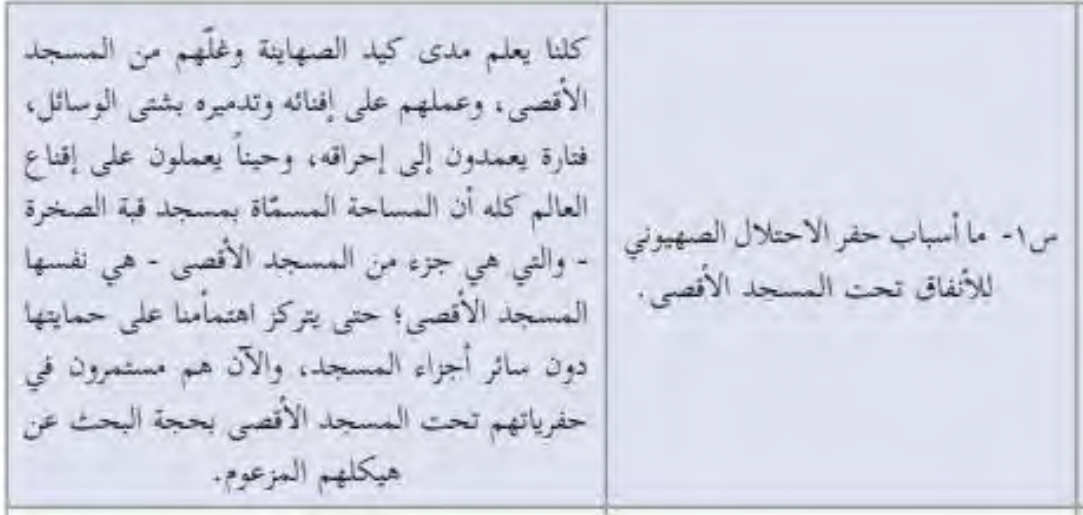 س١- ما أسباب حفر الاحتلال الصهيوني
للأنفاق تحت المسجد الأقصى.
كلنا يعلم مدى كيد الصهاينة وغلّهم من المسجد
الأقصى، وعملهم على إفنائه وتدميره بشتى الوسائل،
فتارة يعمدون إلى إحراقه، وحيناً يعملون على إقناع
العالم كله أن المساحة المسمّاة بمسجد قبة الصخرة
- والتي هي جزء من المسجد الأقصى - هي نفسها
المسجد الأقصى؛ حتى يتركز اهتمأمنا على حمايتها
دون سائر أجزاء المسجد، والآن هم مستمرون في
حفرياتهم تحت المسجد الأقصى بحجة البحث عن
هيكلهم المزعوم.